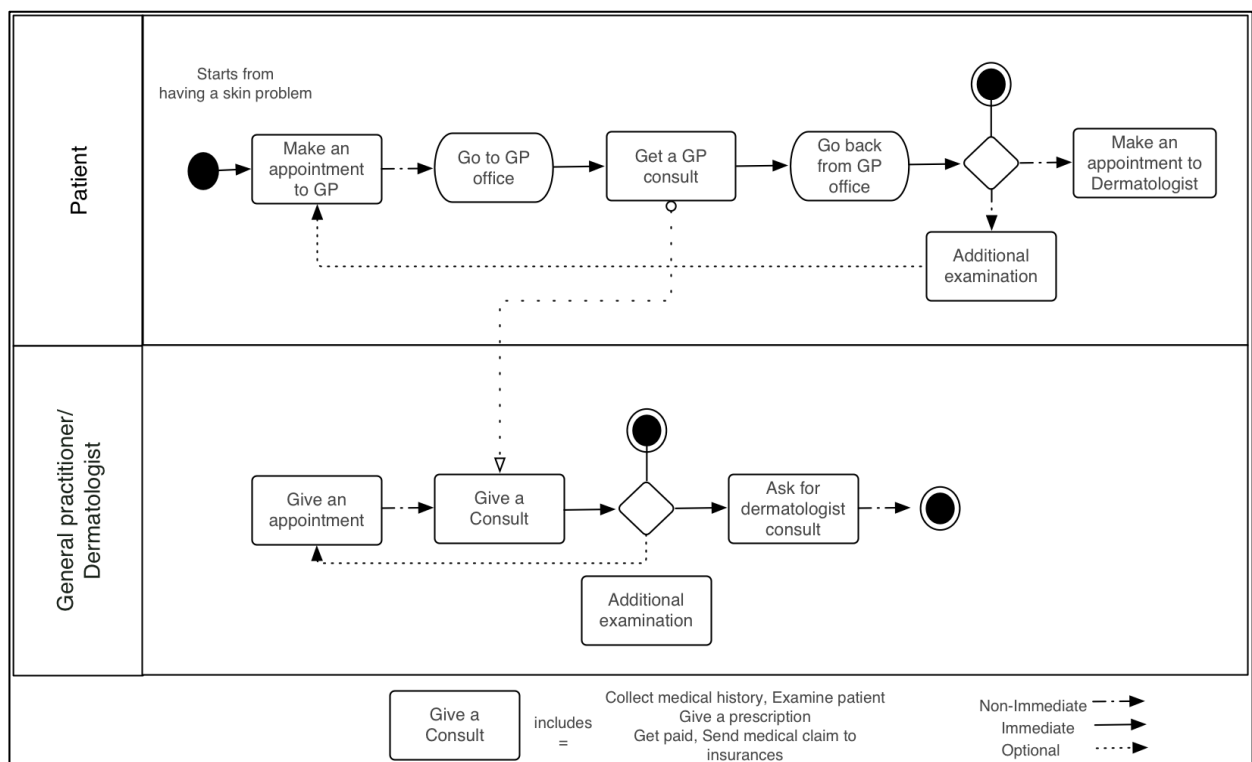 Starts from
having a skin problem
Patient
Make an
appointment
to GP
Go to GP
office
Get a GP
consult
Go back
from GP
office
Make an
appointment to
Dermatologist
Additional
examination
General practitioner/
Dermatologist
Give an
appointment
Give a
Consult
Ask for
dermatologist
consult
Additional
examination
Give a
Consult
includes
=
Collect medical history, Examine patient
Give a prescription
Get paid, Send medical claim to
insurances
Non-Immediate
Immediate
Optional